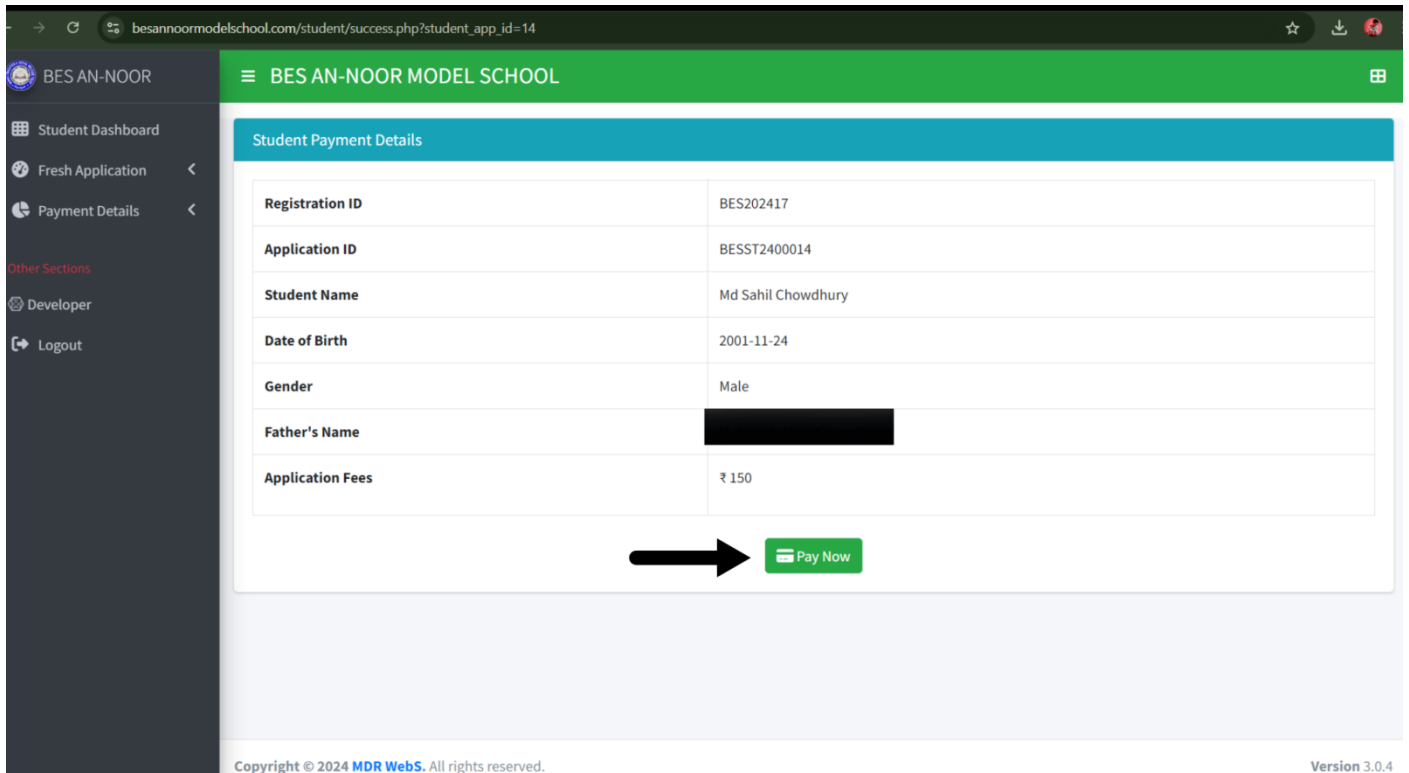 besannoormodelschool.com/student/success.php?student_app_id=14
BES AN-NOOR
BES AN-NOOR MODEL SCHOOL
Student Dashboard
Fresh Application
Payment Details
Other Sections
Developer
Logout
Student Payment Details
Registration ID BES202417
Application ID BESST2400014
Student Name Md Sahil Chowdhury
Date of Birth 2001-11-24
Gender Male
Father's Name
Application Fees ₹ 150
Pay Now
Copyright © 2024 MDR WebS. All rights reserved. Version 3.0.4